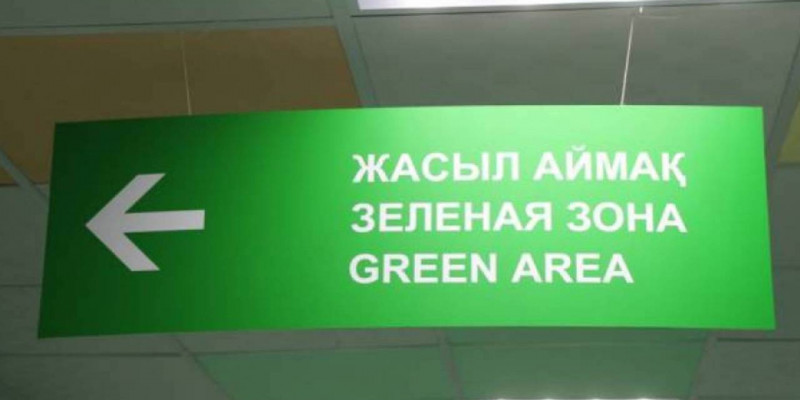 ЖАСЫЛ АЙМАҚ
ЗЕЛЕНАЯ ЗОНА
GREEN AREA